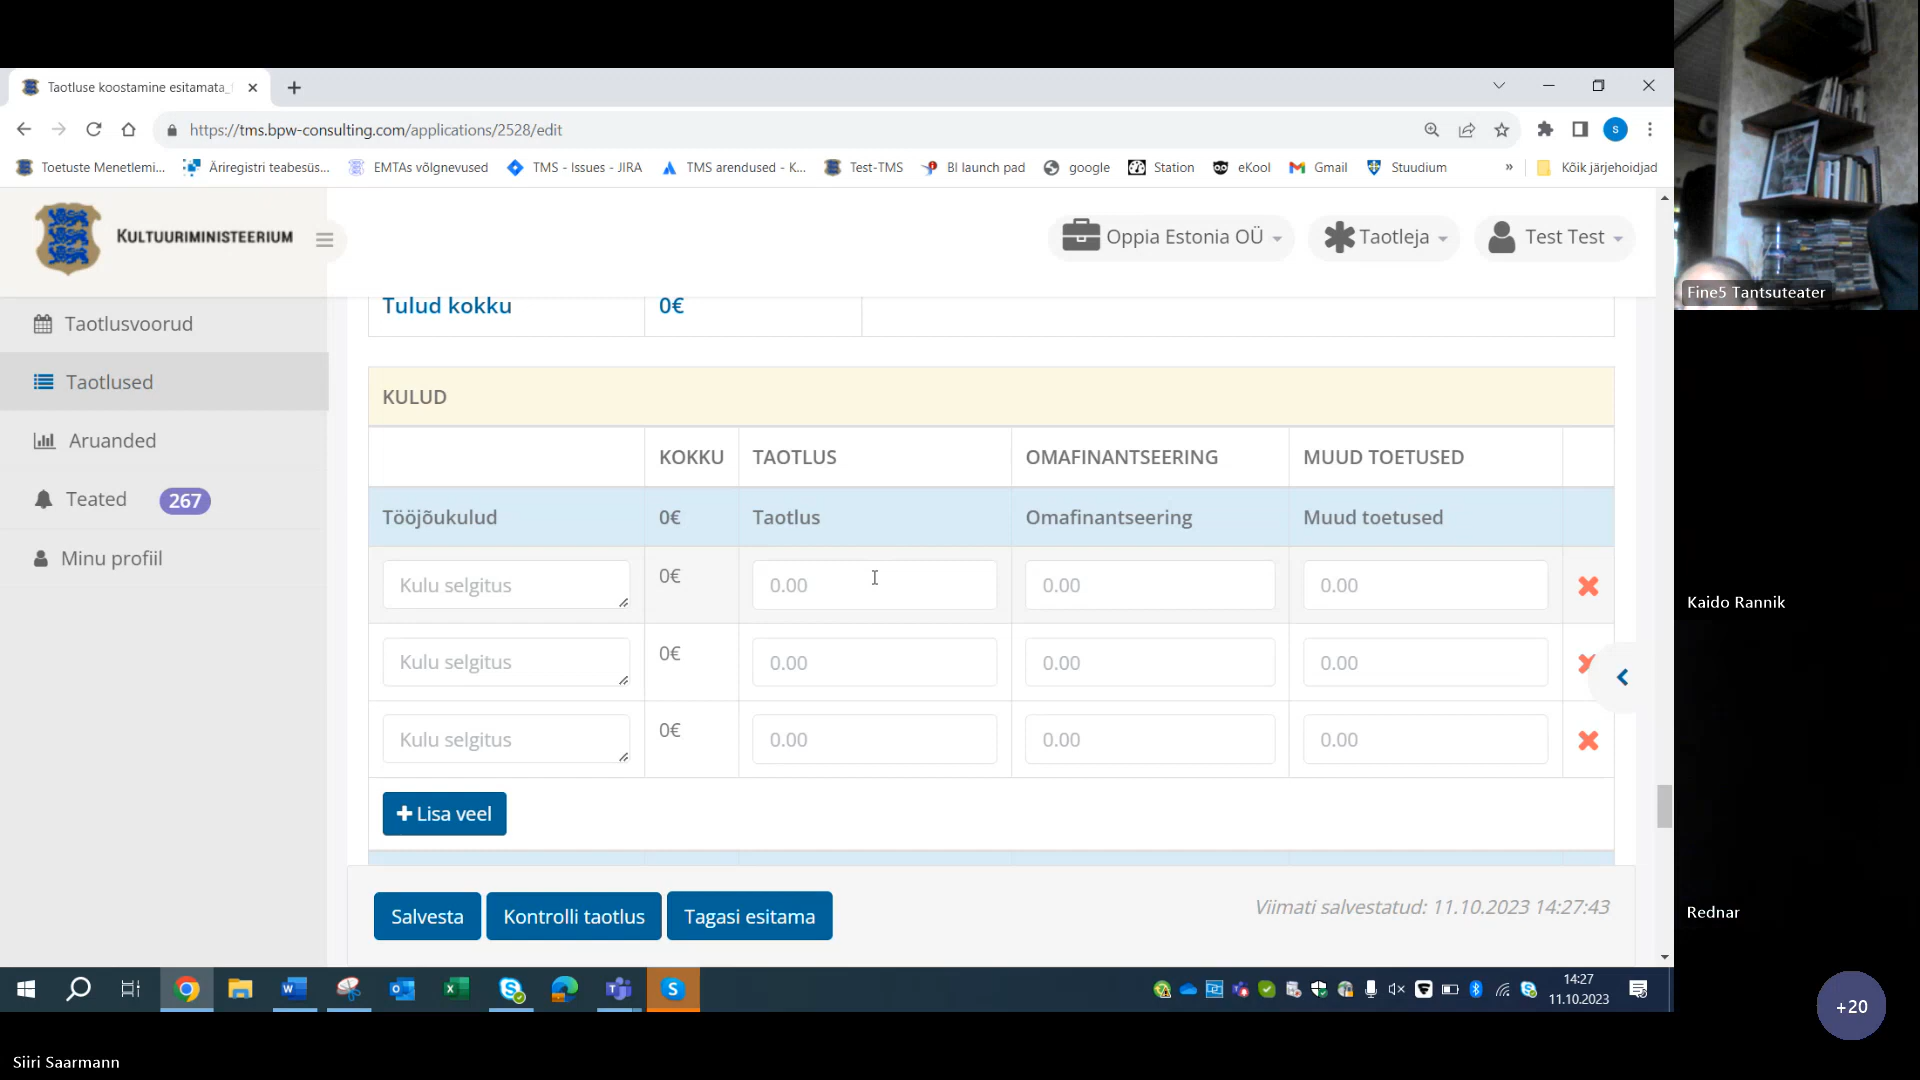 Taotluse koostamine esitamata_
https://tms.bpw-consulting.com/applications/2528/edit
S
Toetuste Menetlemi...
Äriregistri teabesüs...
EMTAs võlgnevused
TMS - Issues - JIRA
TMS arendused - K...
Test-TMS
BI launch pad
google
Station
eKool
Gmail
Stuudium
»
Kõik järjehoidjad
KULTUURIMINISTEERIUM
Oppia Estonia OÜ
Taotleja
Test Test
Fine5 Tantsuteater
Taotlusvoorud
Taotlused
Aruanded
Teated 267
Minu profiil
Tulud kokku 0€
KULUD
KOKKU TAOTLUS OMAFINANTSEERING MUUD TOETUSED
Tööjõukulud 0€ Taotlus Omafinantseering Muud toetused
Kulu selgitus 0€ 0.00 0.00 0.00
Kulu selgitus 0€ 0.00 0.00 0.00
Kulu selgitus 0€ 0.00 0.00 0.00
Lisa veel
Salvesta
Kontrolli taotlus
Tagasi esitama
Viimati salvestatud: 11.10.2023 14:27:43
Kaido Rannik
Rednar
14:27
11.10.2023
+20
Siiri Saarmann